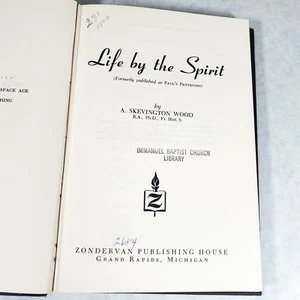 SPACE AGE
HING
Life by the Spirit
(Formerly published as PAUL'S PENTECOST)
by
A. SKEVINGTON WOOD
B.A., Ph.D., F.R. Hist. S.
IMMANUEL BAPTIST CHURCH
LIBRARY
Z
2684
ZONDERVAN PUBLISHING HOUSE
GRAND RAPIDS, MICHIGAN